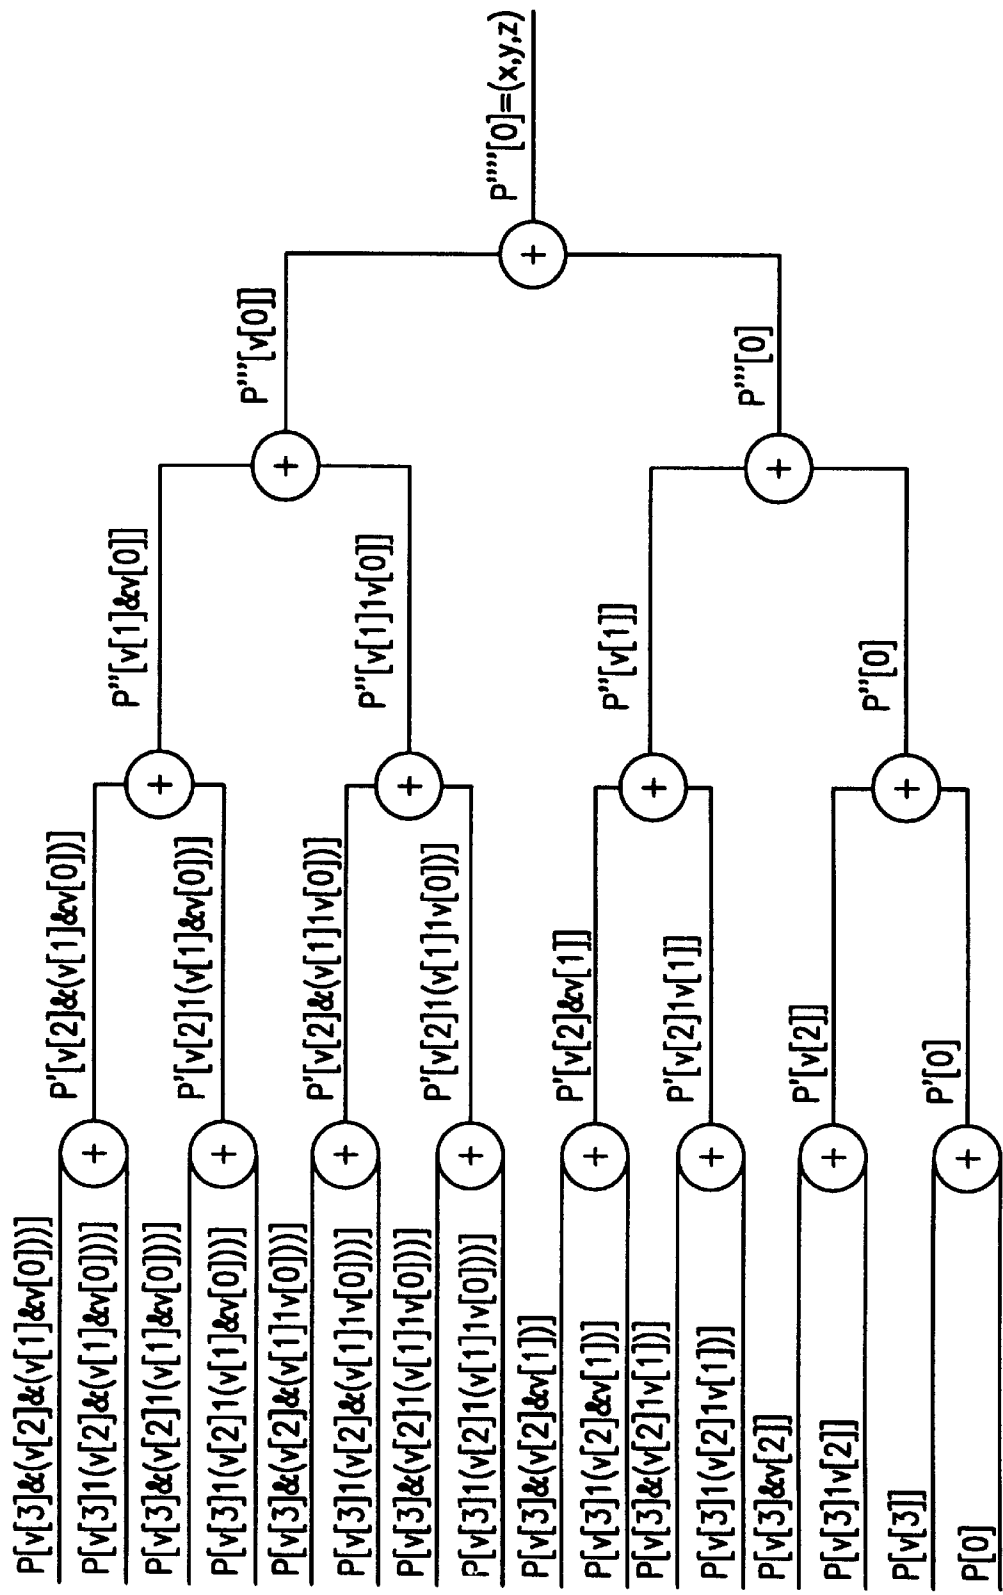 P[v[3]&(v[2]&(v[1]&v[0]))]
P[v[3]1(v[2]&(v[1]&v[0]))]
P[v[3]&(v[2]1(v[1]&v[0]))]
P[v[3]1(v[2]1(v[1]&v[0]))]
P[v[3]&(v[2]&(v[1]1v[0]))]
P[v[3]1(v[2]&(v[1]1v[0]))]
P[v[3]&(v[2]1(v[1]1v[0]))]
P[v[3]1(v[2]1(v[1]1v[0]))]
P[v[3]&(v[2]&v[1])]
P[v[3]1(v[2]&v[1])]
P[v[3]&(v[2]1v[1])]
P[v[3]1(v[2]1v[1])]
P[v[3]&v[2]]
P[v[3]1v[2]]
P[v[3]]
P[0]
+
+
+
+
+
+
+
+
P'[v[2]&(v[1]&v[0])]
P'[v[2]1(v[1]&v[0])]
P'[v[2]&(v[1]1v[0])]
P'[v[2]1(v[1]1v[0])]
P'[v[2]&v[1]]
P'[v[2]1v[1]]
P'[v[2]]
P'[0]
+
+
+
+
P''[v[1]&v[0]]
P''[v[1]1v[0]]
P''[v[1]]
P''[0]
+
+
P'''[v[0]]
P'''[0]
+
P''''[0]=(x,y,z)